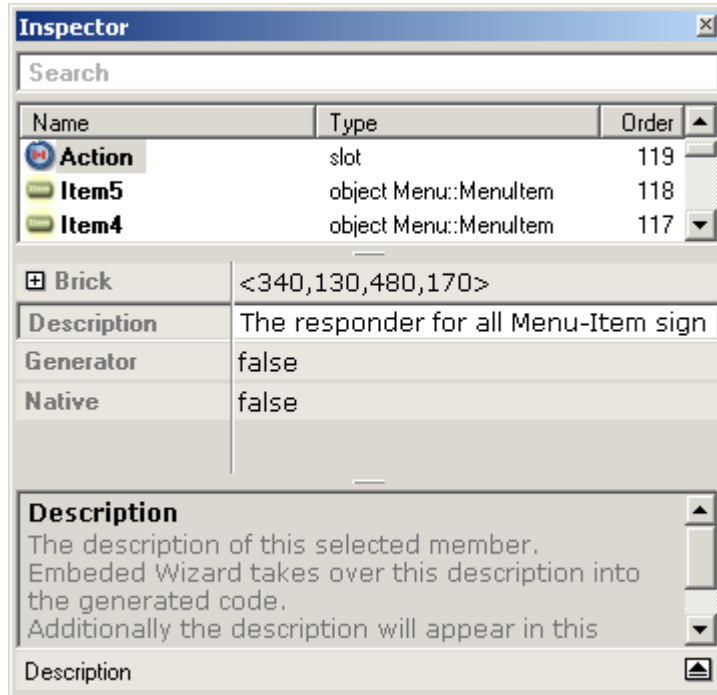 Inspector
Search
Name Type Order
Action slot 119
Item5 object Menu::MenuItem 118
Item4 object Menu::MenuItem 117
Brick <340,130,480,170>
Description The responder for all Menu-Item sign
Generator false
Native false
Description
The description of this selected member.
Embeded Wizard takes over this description into
the generated code.
Additionally the description will appear in this
Description